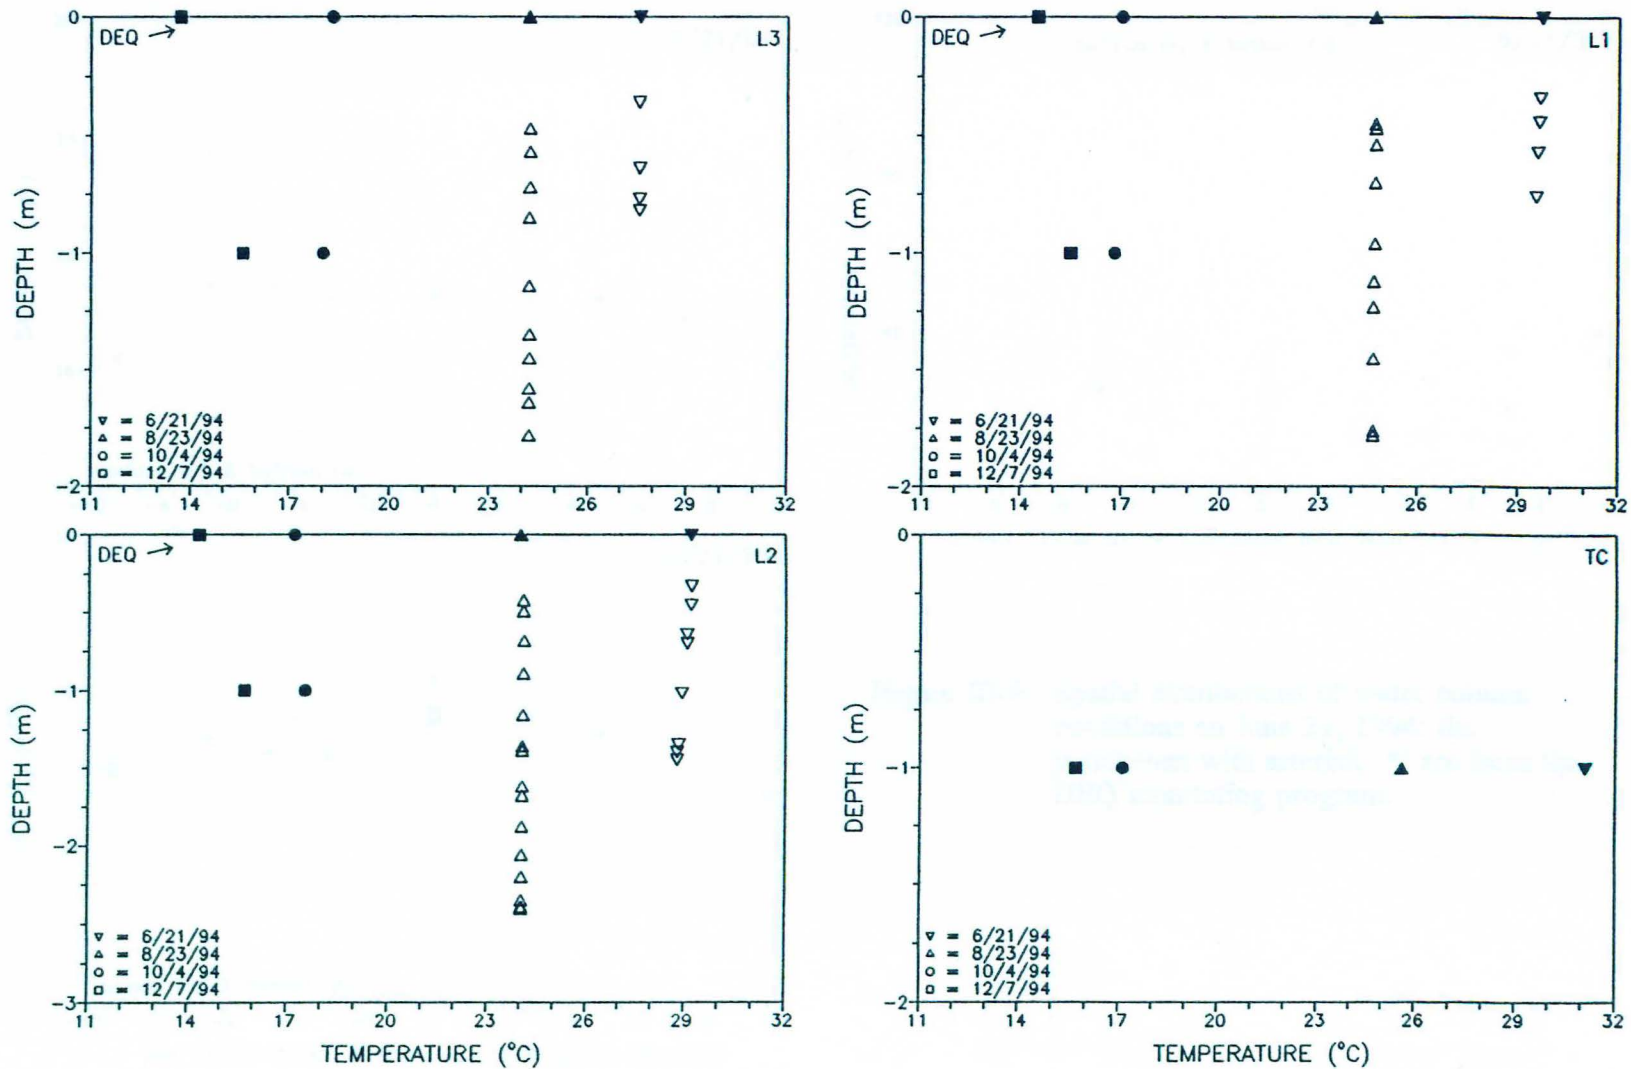 0
DEQ
L3
DEPTH (m)
-1
▽ = 6/21/94
△ = 8/23/94
○ = 10/4/94
□ = 12/7/94
-2
11 14 17 20 23 26 29 32
0
DEQ
L1
DEPTH (m)
-1
▽ = 6/21/94
△ = 8/23/94
○ = 10/4/94
□ = 12/7/94
-2
11 14 17 20 23 26 29 32
0
DEQ
L2
DEPTH (m)
-1
-2
▽ = 6/21/94
△ = 8/23/94
○ = 10/4/94
□ = 12/7/94
-3
11 14 17 20 23 26 29 32
TEMPERATURE (°C)
0
TC
DEPTH (m)
-1
▽ = 6/21/94
△ = 8/23/94
○ = 10/4/94
□ = 12/7/94
-2
11 14 17 20 23 26 29 32
TEMPERATURE (°C)